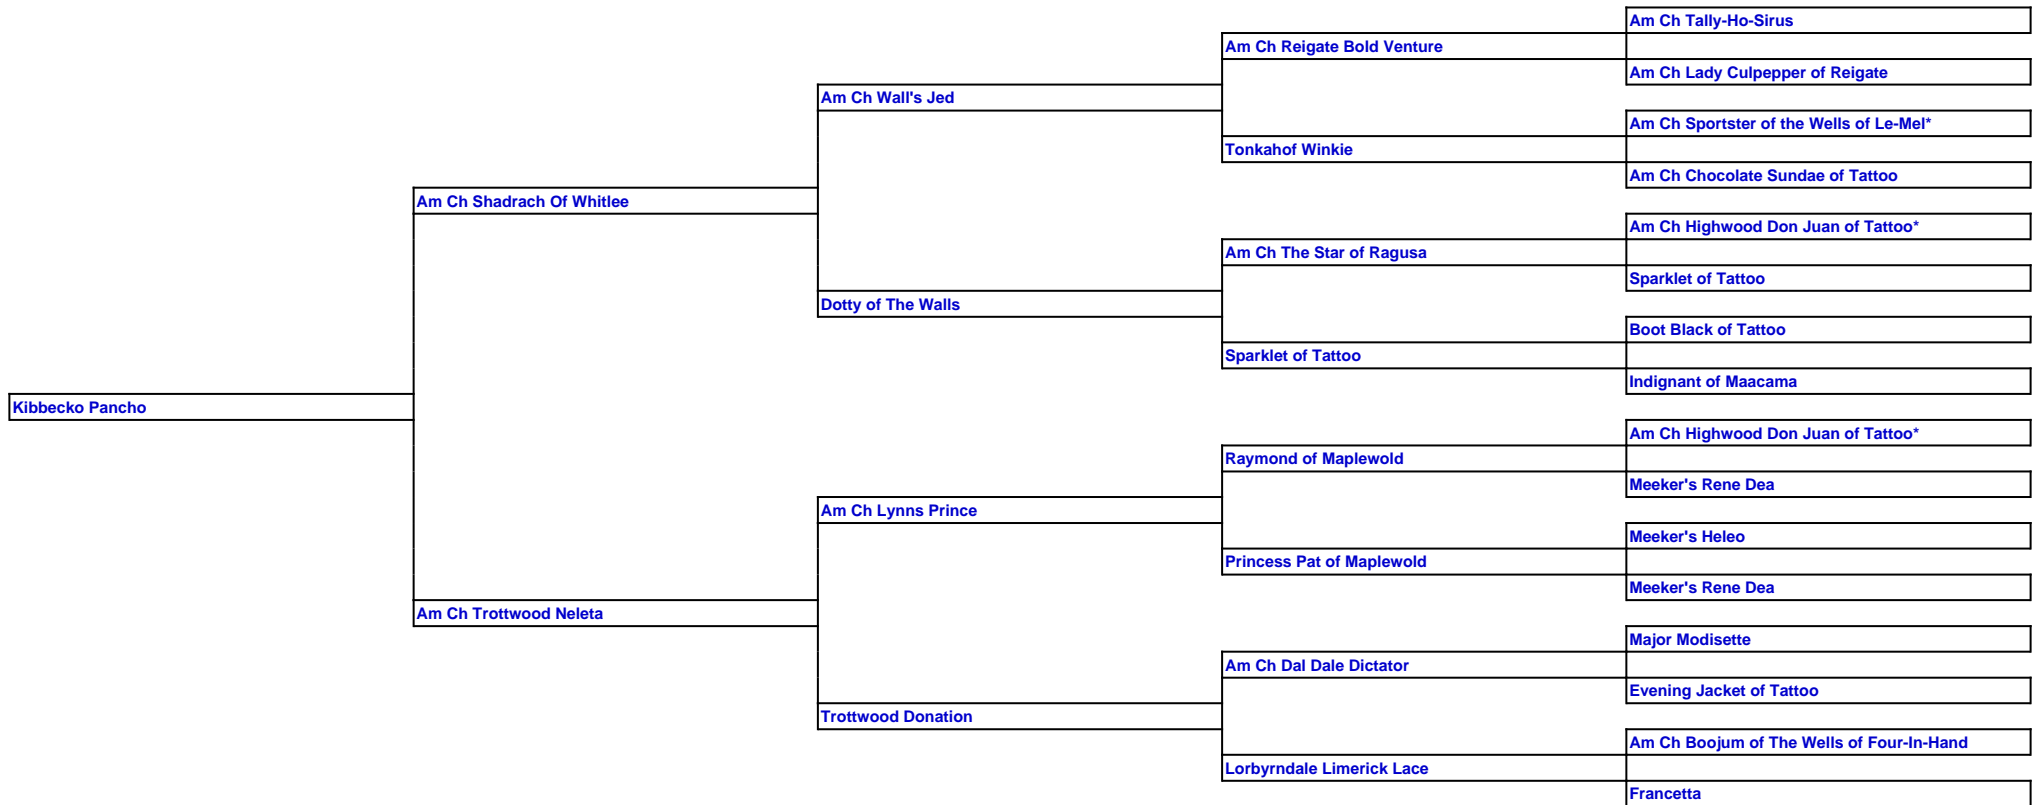 Am Ch Tally-Ho-Sirus
Am Ch Reigate Bold Venture
Am Ch Lady Culpepper of Reigate
Am Ch Wall's Jed
Am Ch Sportster of the Wells of Le-Mel*
Tonkahof Winkie
Am Ch Chocolate Sundae of Tattoo
Am Ch Shadrach Of Whitlee
Am Ch Highwood Don Juan of Tattoo*
Am Ch The Star of Ragusa
Sparklet of Tattoo
Dotty of The Walls
Boot Black of Tattoo
Sparklet of Tattoo
Indignant of Maacama
Kibbecko Pancho
Am Ch Highwood Don Juan of Tattoo*
Raymond of Maplewold
Meeker's Rene Dea
Am Ch Lynns Prince
Meeker's Heleo
Princess Pat of Maplewold
Meeker's Rene Dea
Am Ch Trottwood Neleta
Major Modisette
Am Ch Dal Dale Dictator
Evening Jacket of Tattoo
Trottwood Donation
Am Ch Boojum of The Wells of Four-In-Hand
Lorbyrndale Limerick Lace
Francetta